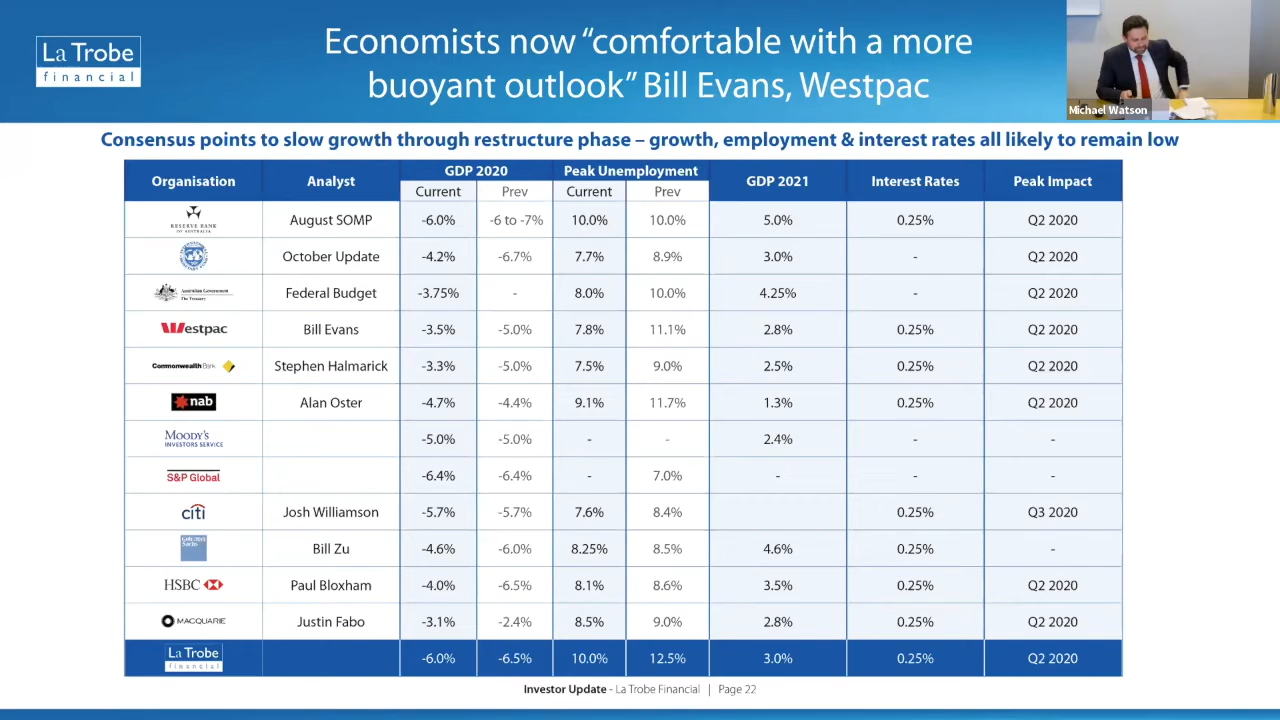 La Trobe
financial
Economists now “comfortable with a more
buoyant outlook” Bill Evans, Westpac
Michael Watson
Consensus points to slow growth through restructure phase – growth, employment & interest rates all likely to remain low
Organisation Analyst GDP 2020 Peak Unemployment GDP 2021 Interest Rates Peak Impact
Current Prev Current Prev
RESERVE BANK
OF AUSTRALIA
August SOMP -6.0% -6 to -7% 10.0% 10.0% 5.0% 0.25% Q2 2020
October Update -4.2% -6.7% 7.7% 8.9% 3.0% - Q2 2020
Australian Government
The Treasury
Federal Budget -3.75% - 8.0% 10.0% 4.25% - Q2 2020
Westpac Bill Evans -3.5% -5.0% 7.8% 11.1% 2.8% 0.25% Q2 2020
CommonwealthBank Stephen Halmarick -3.3% -5.0% 7.5% 9.0% 2.5% 0.25% Q2 2020
nab Alan Oster -4.7% -4.4% 9.1% 11.7% 1.3% 0.25% Q2 2020
MOODY'S
INVESTORS SERVICE
-5.0% -5.0% - - 2.4% - -
S&P Global -6.4% -6.4% - 7.0% - - -
citi Josh Williamson -5.7% -5.7% 7.6% 8.4% 0.25% Q3 2020
Goldman
Sachs
Bill Zu -4.6% -6.0% 8.25% 8.5% 4.6% 0.25% -
HSBC Paul Bloxham -4.0% -6.5% 8.1% 8.6% 3.5% 0.25% Q2 2020
MACQUARIE Justin Fabo -3.1% -2.4% 8.5% 9.0% 2.8% 0.25% Q2 2020
La Trobe
financial
-6.0% -6.5% 10.0% 12.5% 3.0% 0.25% Q2 2020
Investor Update - La Trobe Financial | Page 22